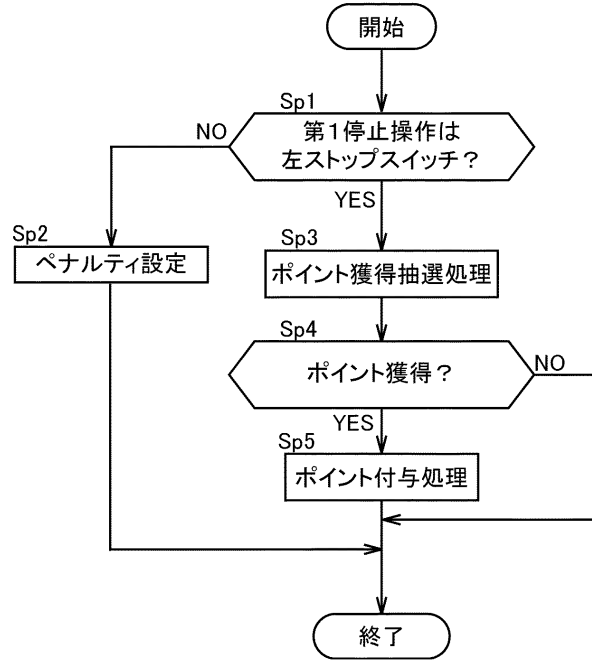 開始
Sp1
第1停止操作は
左ストップスイッチ?
NO
YES
Sp2
ペナルティ設定
Sp3
ポイント獲得抽選処理
Sp4
ポイント獲得?
NO
YES
Sp5
ポイント付与処理
終了